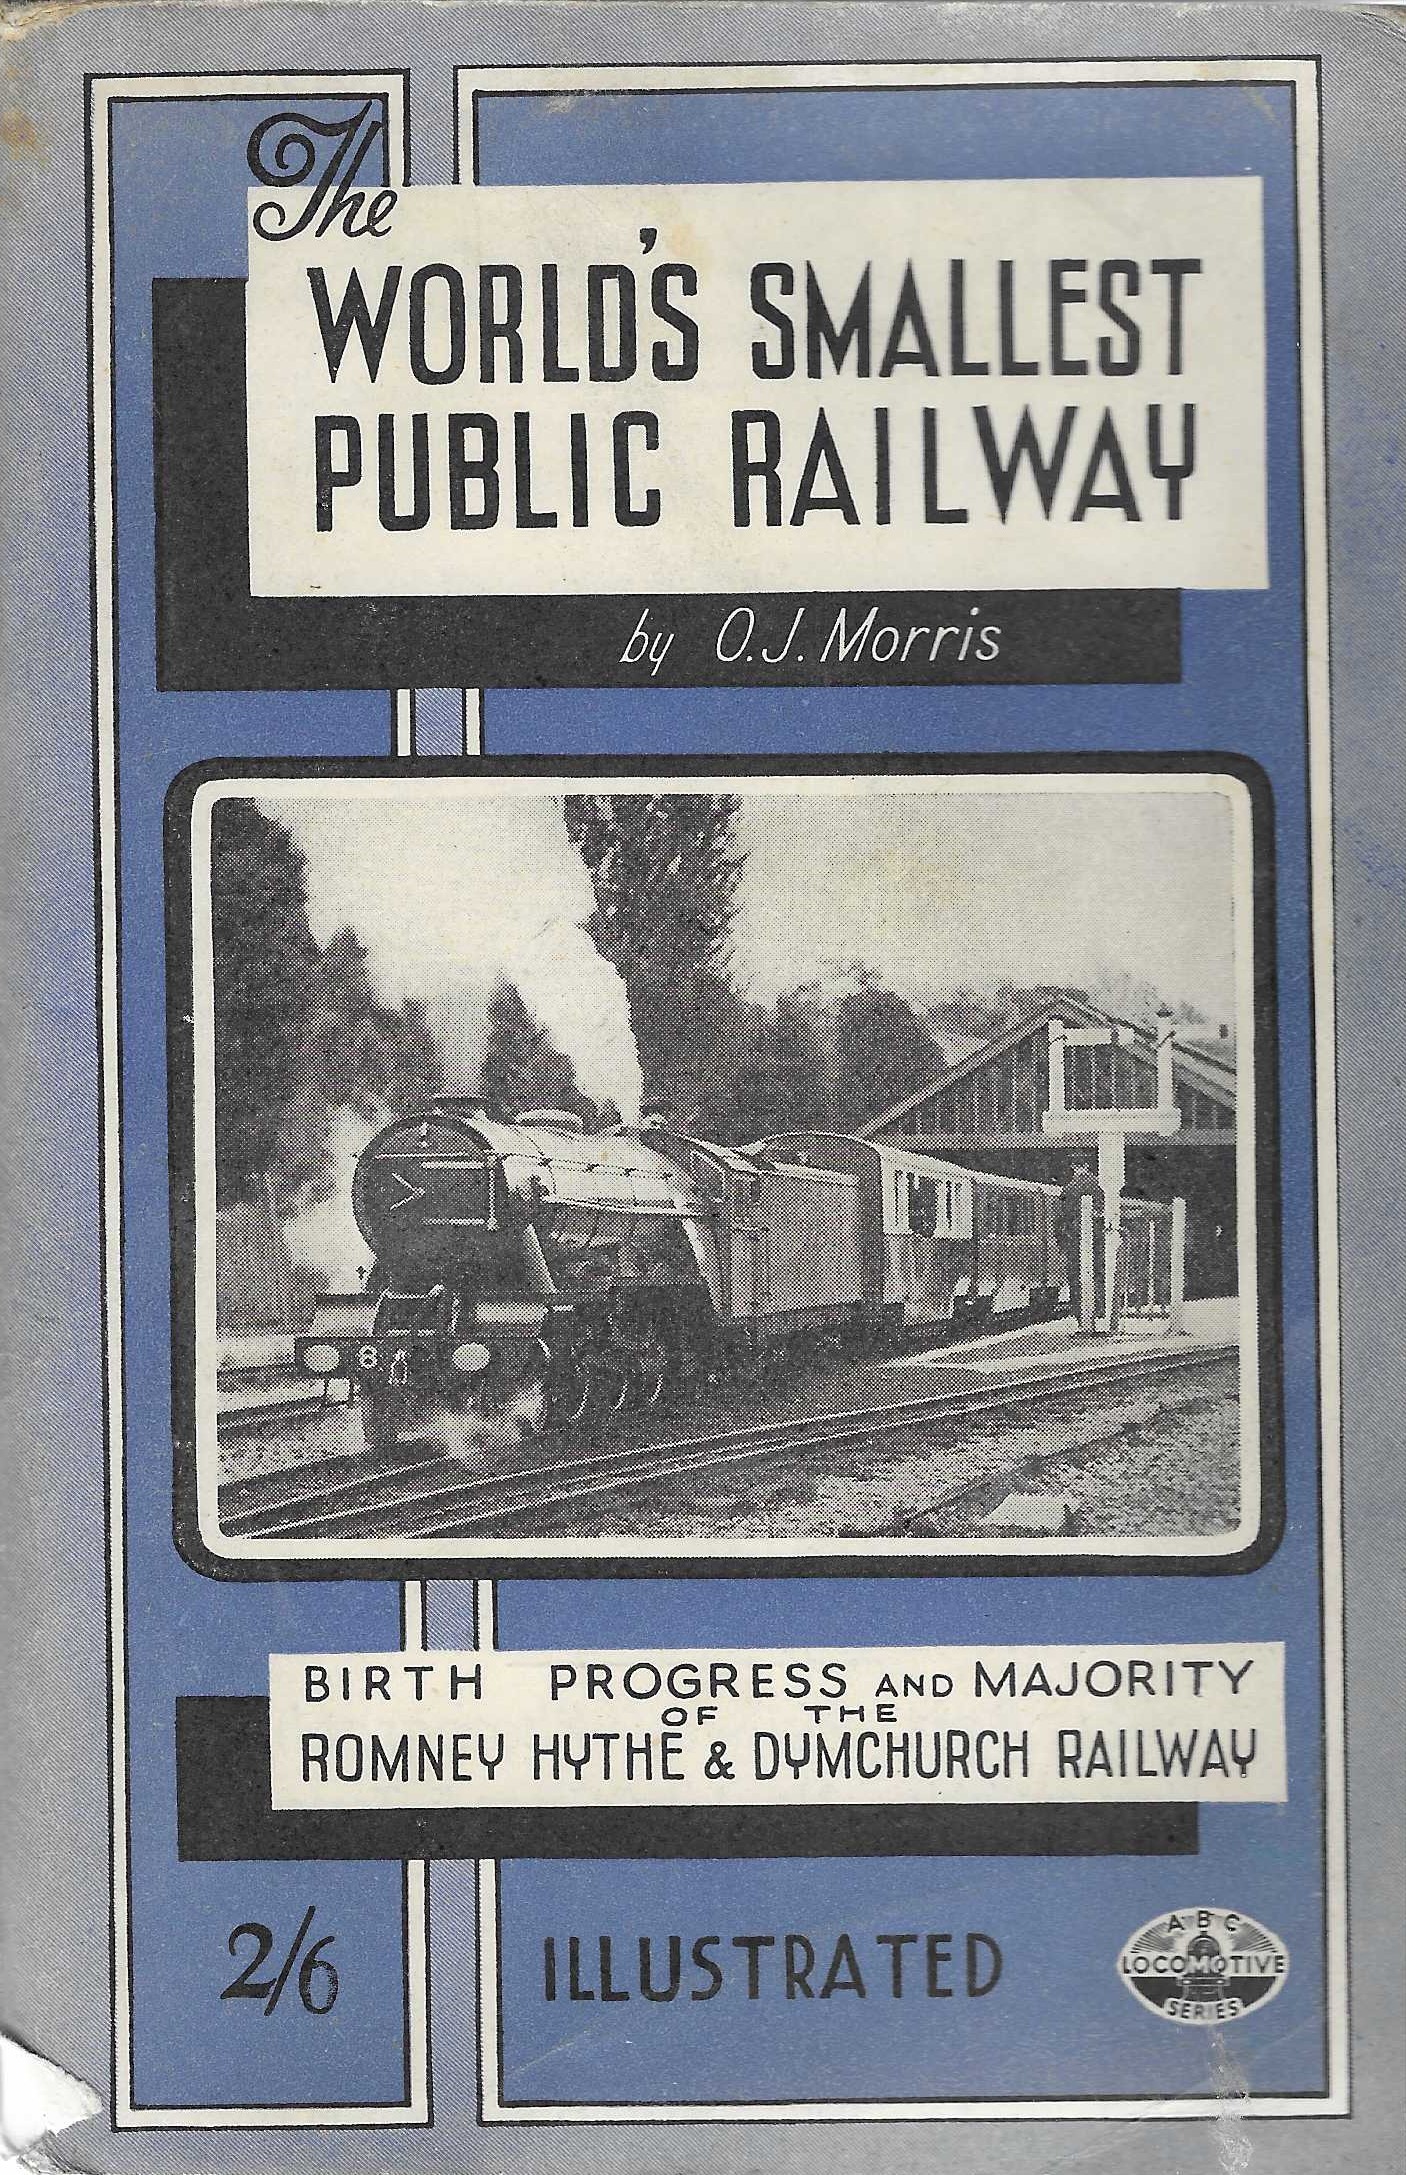 The
WORLD'S SMALLEST
PUBLIC RAILWAY
by O.J. Morris
8
BIRTH PROGRESS AND MAJORITY
OF THE
ROMNEY HYTHE & DYMCHURCH RAILWAY
2/6 ILLUSTRATED
ABC
LOCOMOTIVE
SERIES